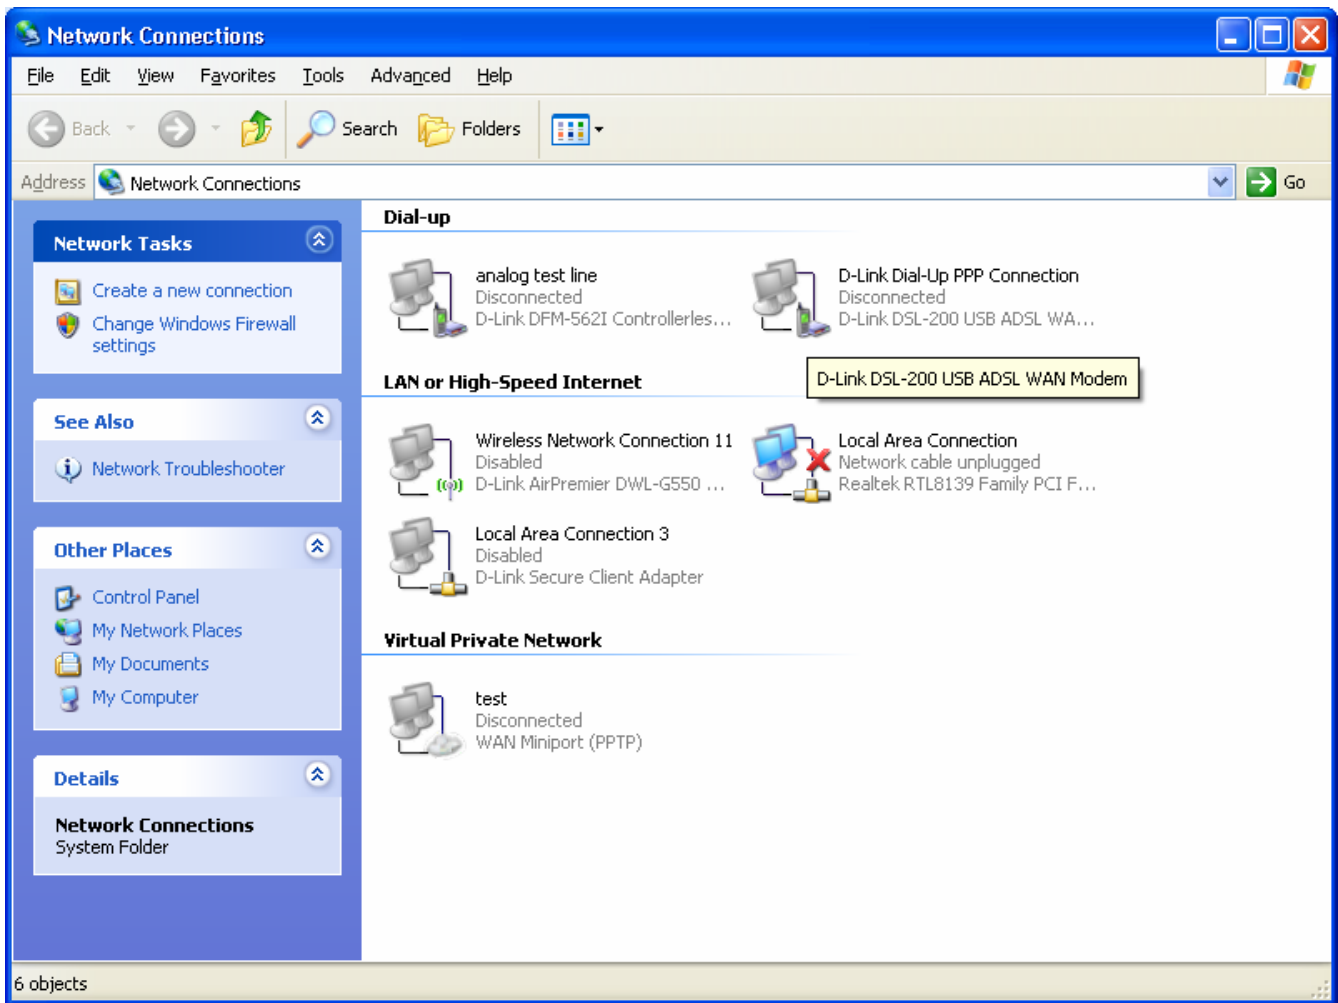 Network Connections
File Edit View Favorites Tools Advanced Help
Back Search Folders
Address Network Connections Go
Network Tasks
Create a new connection
Change Windows Firewall
settings
See Also
Network Troubleshooter
Other Places
Control Panel
My Network Places
My Documents
My Computer
Details
Network Connections
System Folder
Dial-up
analog test line
Disconnected
D-Link DFM-562I Controllerles...
D-Link Dial-Up PPP Connection
Disconnected
D-Link DSL-200 USB ADSL WA...
D-Link DSL-200 USB ADSL WAN Modem
LAN or High-Speed Internet
Wireless Network Connection 11
Disabled
D-Link AirPremier DWL-G550 ...
Local Area Connection
Network cable unplugged
Realtek RTL8139 Family PCI F...
Local Area Connection 3
Disabled
D-Link Secure Client Adapter
Virtual Private Network
test
Disconnected
WAN Miniport (PPTP)
6 objects